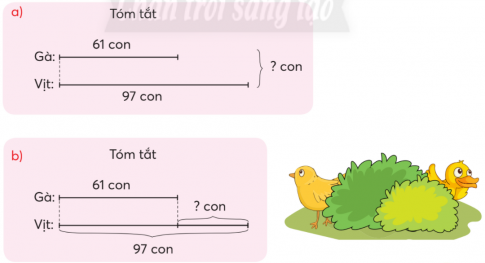 Chân trời sáng tạo
a)
Tóm tắt
61 con
Gà:
? con
Vịt:
97 con
b)
Tóm tắt
61 con
Gà:
? con
Vịt:
97 con